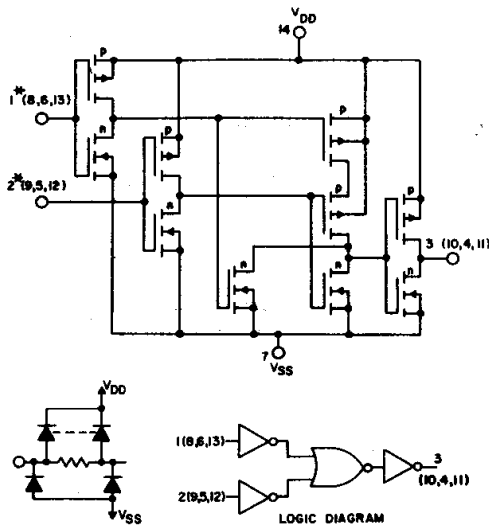 VDD
14
p
1* (8,6,13)
n
p
2* (9,5,12)
n
p
p
n
n
p
3 (10,4,11)
n
7
VSS
VDD
VSS
1(8,6,13)
2(9,5,12)
3
(10,4,11)
LOGIC DIAGRAM